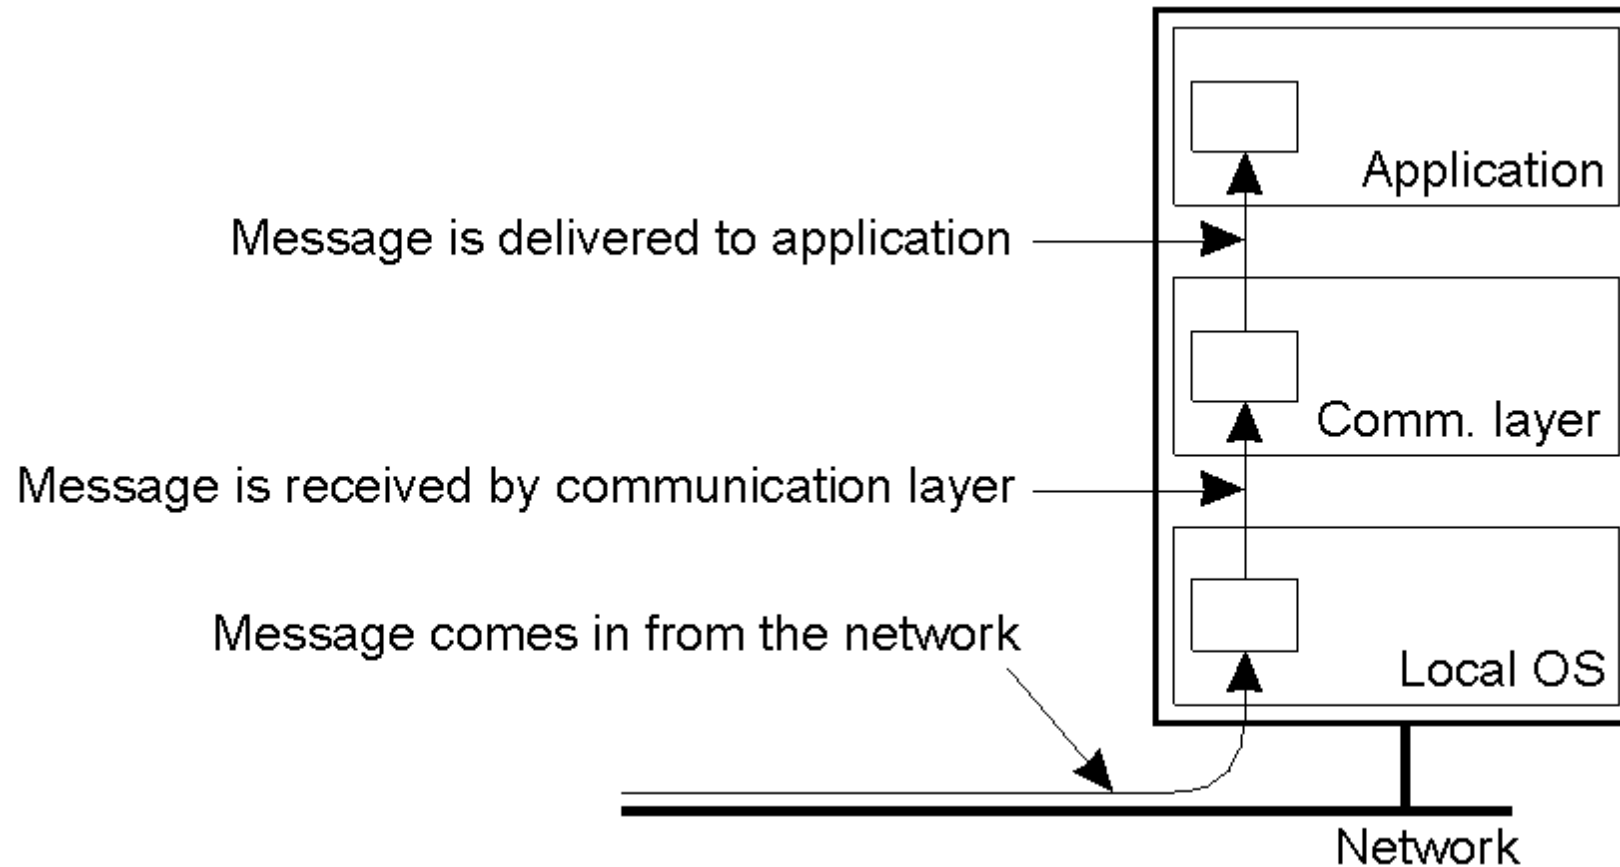 Application
Message is delivered to application
Comm. layer
Message is received by communication layer
Message comes in from the network
Local OS
Network